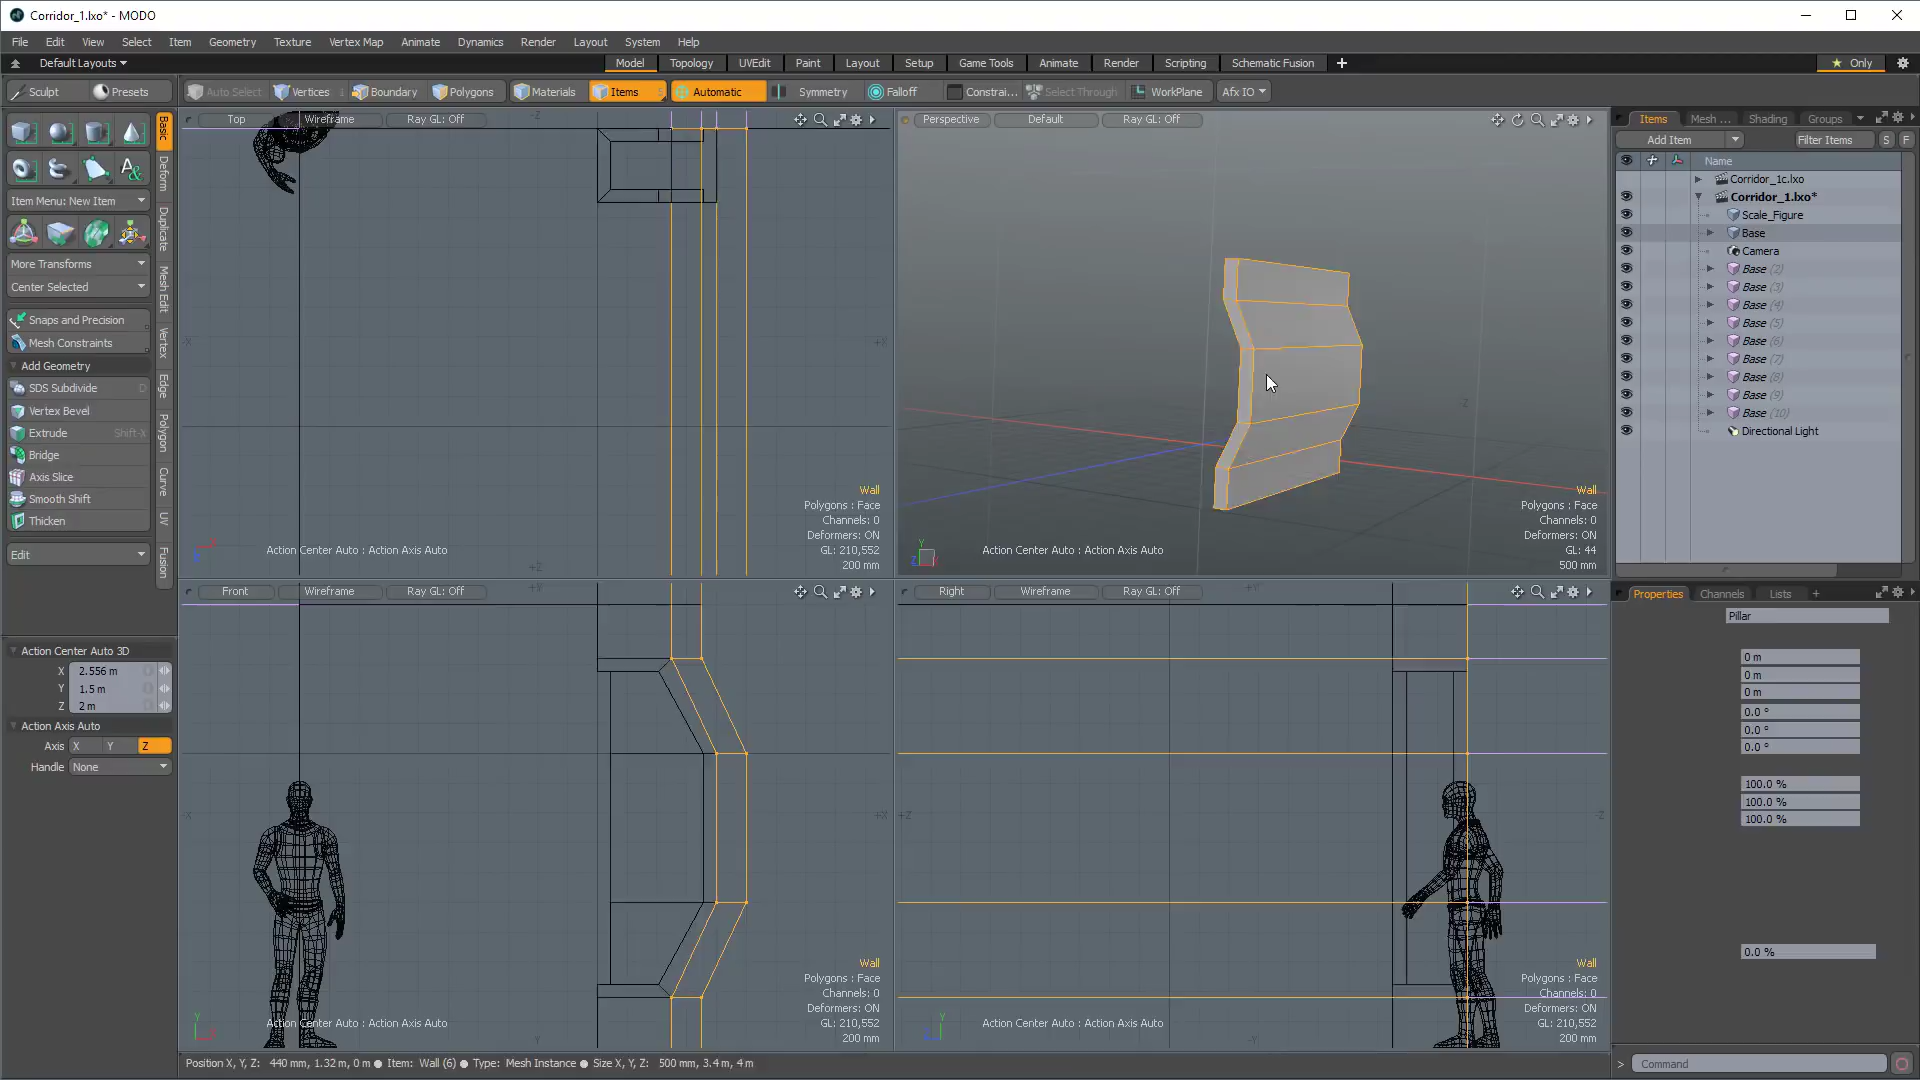 Corridor_1.lxo* - MODO
File Edit View Select Item Geometry Texture Vertex Map Animate Dynamics Render Layout System Help
Default Layouts Model Topology UVEdit Paint Layout Setup Game Tools Animate Render Scripting Schematic Fusion + Only
Sculpt Presets Auto Select Vertices Boundary Polygons Materials Items 5 Automatic Symmetry Falloff Constrai... Select Through WorkPlane Afx IO
Top Wireframe Ray GL: Off
Perspective Default Ray GL: Off
Items Mesh ... Shading Groups
Add Item Filter Items S F
Name
Corridor_1c.lxo
Corridor_1.lxo*
Scale_Figure
Base
Camera
Base (2)
Base (3)
Base (4)
Base (5)
Base (6)
Base (7)
Base (8)
Base (9)
Base (10)
Directional Light
Basic
Deform
Duplicate
Mesh Edit
Vertex
Edge
Polygon
Curve
UV
Fusion
Item Menu: New Item
More Transforms
Center Selected
Snaps and Precision
Mesh Constraints
Add Geometry
SDS Subdivide D
Vertex Bevel
Extrude Shift-X
Bridge
Axis Slice
Smooth Shift
Thicken
Edit
Wall
Polygons : Face
Channels: 0
Deformers: ON
GL: 210,552
200 mm
Action Center Auto : Action Axis Auto
Wall
Polygons : Face
Channels: 0
Deformers: ON
GL: 44
500 mm
Action Center Auto : Action Axis Auto
Front Wireframe Ray GL: Off
Right Wireframe Ray GL: Off
Properties Channels Lists +
Pillar
0 m
0 m
0 m
0.0 °
0.0 °
0.0 °
100.0 %
100.0 %
100.0 %
0.0 %
Action Center Auto 3D
X 2.556 m
Y 1.5 m
Z 2 m
Action Axis Auto
Axis X Y Z
Handle None
Wall
Polygons : Face
Channels: 0
Deformers: ON
GL: 210,552
200 mm
Action Center Auto : Action Axis Auto
Wall
Polygons : Face
Channels: 0
Deformers: ON
GL: 210,552
200 mm
Action Center Auto : Action Axis Auto
Position X, Y, Z: 440 mm, 1.32 m, 0 m Item: Wall (6) Type: Mesh Instance Size X, Y, Z: 500 mm, 3.4 m, 4 m
> Command